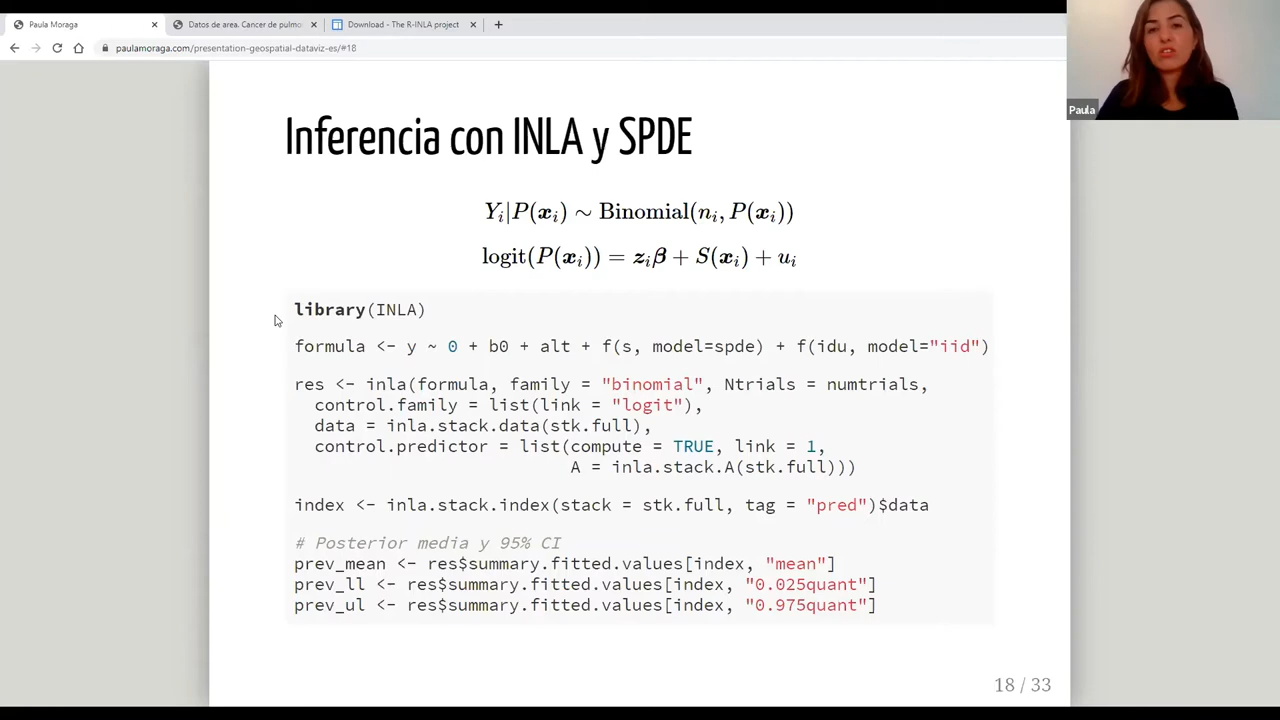 Paula Moraga
Datos de area. Cancer de pulmo
Download - The R-INLA project
paulamoraga.com/presentation-geospatial-dataviz-es/#18
Paula
Inferencia con INLA y SPDE
Y_i|P(x_i) ∼ Binomial(n_i, P(x_i))
logit(P(x_i)) = z_iβ + S(x_i) + u_i
library(INLA)
formula <- y ~ 0 + b0 + alt + f(s, model=spde) + f(idu, model="iid")
res <- inla(formula, family = "binomial", Ntrials = numtrials,
control.family = list(link = "logit"),
data = inla.stack.data(stk.full),
control.predictor = list(compute = TRUE, link = 1,
A = inla.stack.A(stk.full)))
index <- inla.stack.index(stack = stk.full, tag = "pred")$data
# Posterior media y 95% CI
prev_mean <- res$summary.fitted.values[index, "mean"]
prev_ll <- res$summary.fitted.values[index, "0.025quant"]
prev_ul <- res$summary.fitted.values[index, "0.975quant"]
18 / 33